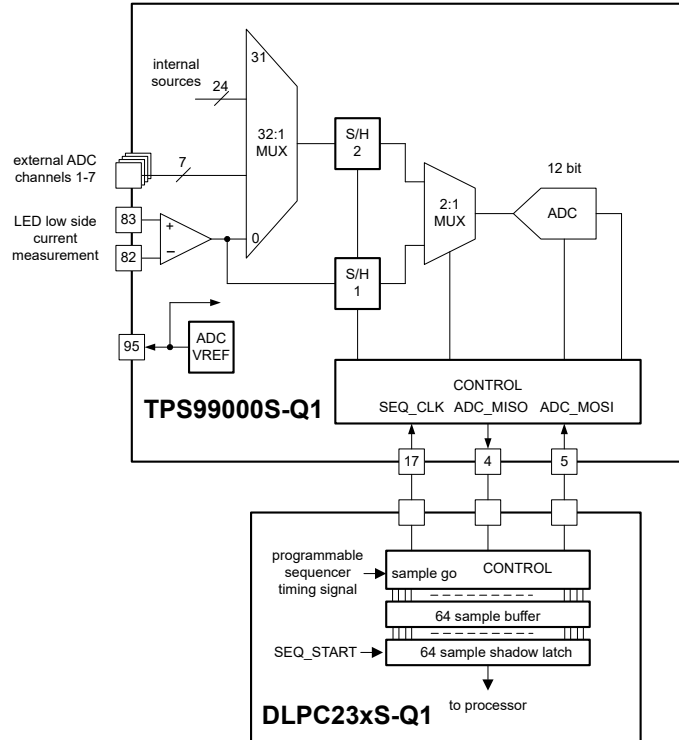 31
internal
sources
24
32:1
MUX
S/H
2
12 bit
external ADC
channels 1-7
7
2:1
MUX
ADC
LED low side
current
measurement
83
+
82
−
0
S/H
1
95
ADC
VREF
CONTROL
TPS99000S-Q1
SEQ_CLK ADC_MISO ADC_MOSI
17
4
5
programmable
sequencer
timing signal
sample go
CONTROL
64 sample buffer
SEQ_START
64 sample shadow latch
to processor
DLPC23xS-Q1